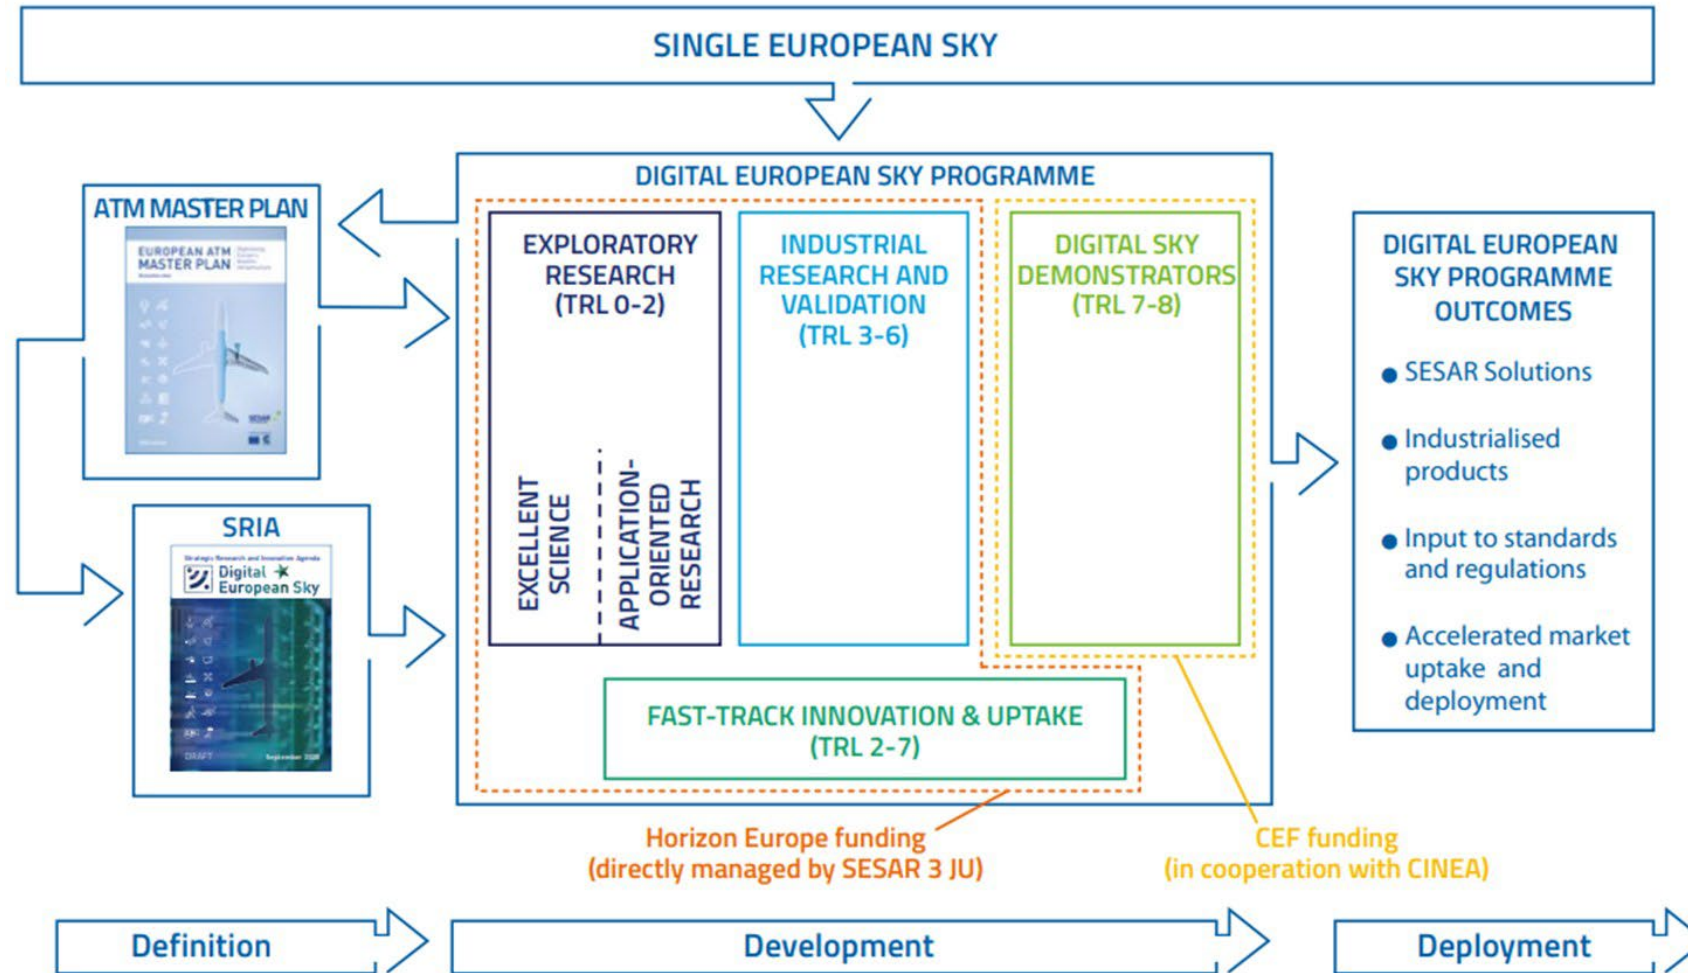 SINGLE EUROPEAN SKY
DIGITAL EUROPEAN SKY PROGRAMME
ATM MASTER PLAN
EUROPEAN ATM
MASTER PLAN
EXPLORATORY
RESEARCH
(TRL 0-2)
EXCELLENT
SCIENCE
APPLICATION-
ORIENTED
RESEARCH
INDUSTRIAL
RESEARCH AND
VALIDATION
(TRL 3-6)
DIGITAL SKY
DEMONSTRATORS
(TRL 7-8)
FAST-TRACK INNOVATION & UPTAKE
(TRL 2-7)
SRIA
Strategic Research and Innovation Agenda
Digital
European Sky
DRAFT
September 2020
DIGITAL EUROPEAN
SKY PROGRAMME
OUTCOMES
● SESAR Solutions
● Industrialised
products
● Input to standards
and regulations
● Accelerated market
uptake and
deployment
Horizon Europe funding
(directly managed by SESAR 3 JU)
CEF funding
(in cooperation with CINEA)
Definition
Development
Deployment